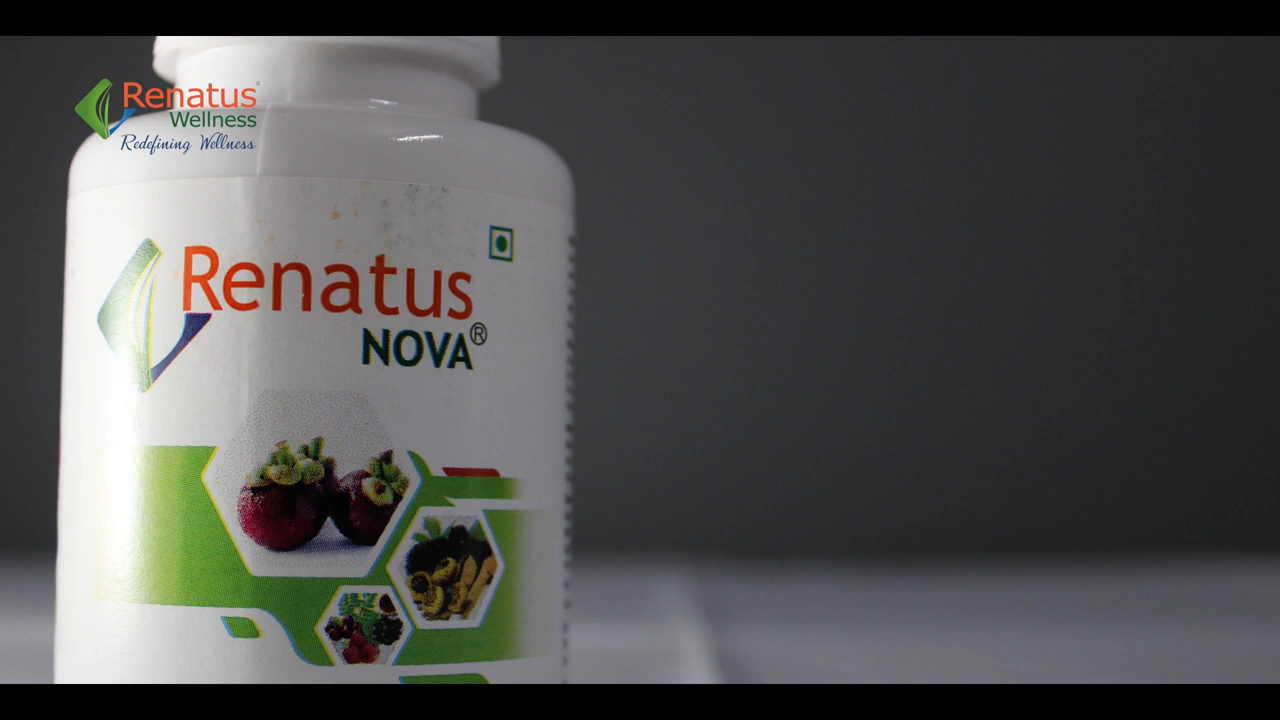 Renatus®
Wellness
Redefining Wellness
Renatus
NOVA®